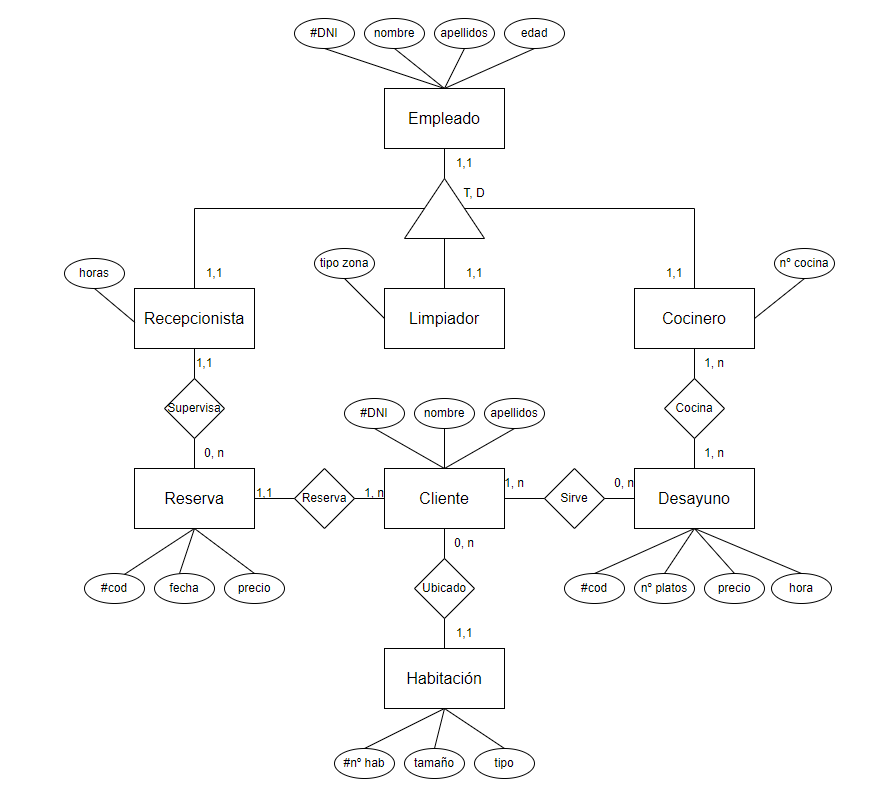 #DNI
nombre
apellidos
edad
Empleado
1,1
T, D
1,1
1,1
1,1
horas
tipo zona
nº cocina
Recepcionista
Limpiador
Cocinero
1,1
1, n
Supervisa
Cocina
#DNI
nombre
apellidos
0, n
1, n
Reserva
1,1
Reserva
1, n
Cliente
1, n
Sirve
0, n
Desayuno
0, n
#cod
fecha
precio
Ubicado
#cod
nº platos
precio
hora
1,1
Habitación
#nº hab
tamaño
tipo